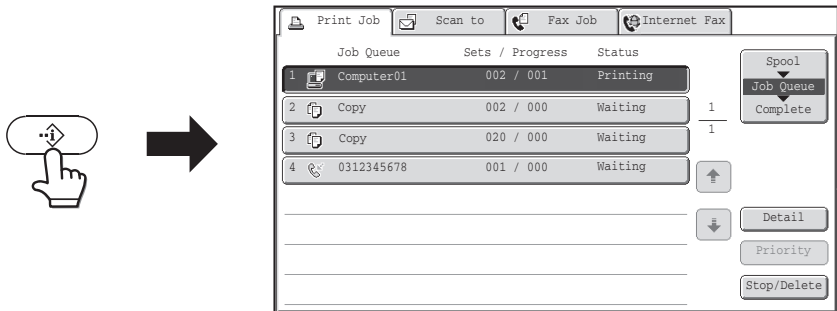 Print Job Scan to Fax Job Internet Fax
Job Queue Sets / Progress Status
1 Computer01 002 / 001 Printing
2 Copy 002 / 000 Waiting
3 Copy 020 / 000 Waiting
4 0312345678 001 / 000 Waiting
1
1
Spool
Job Queue
Complete
Detail
Priority
Stop/Delete